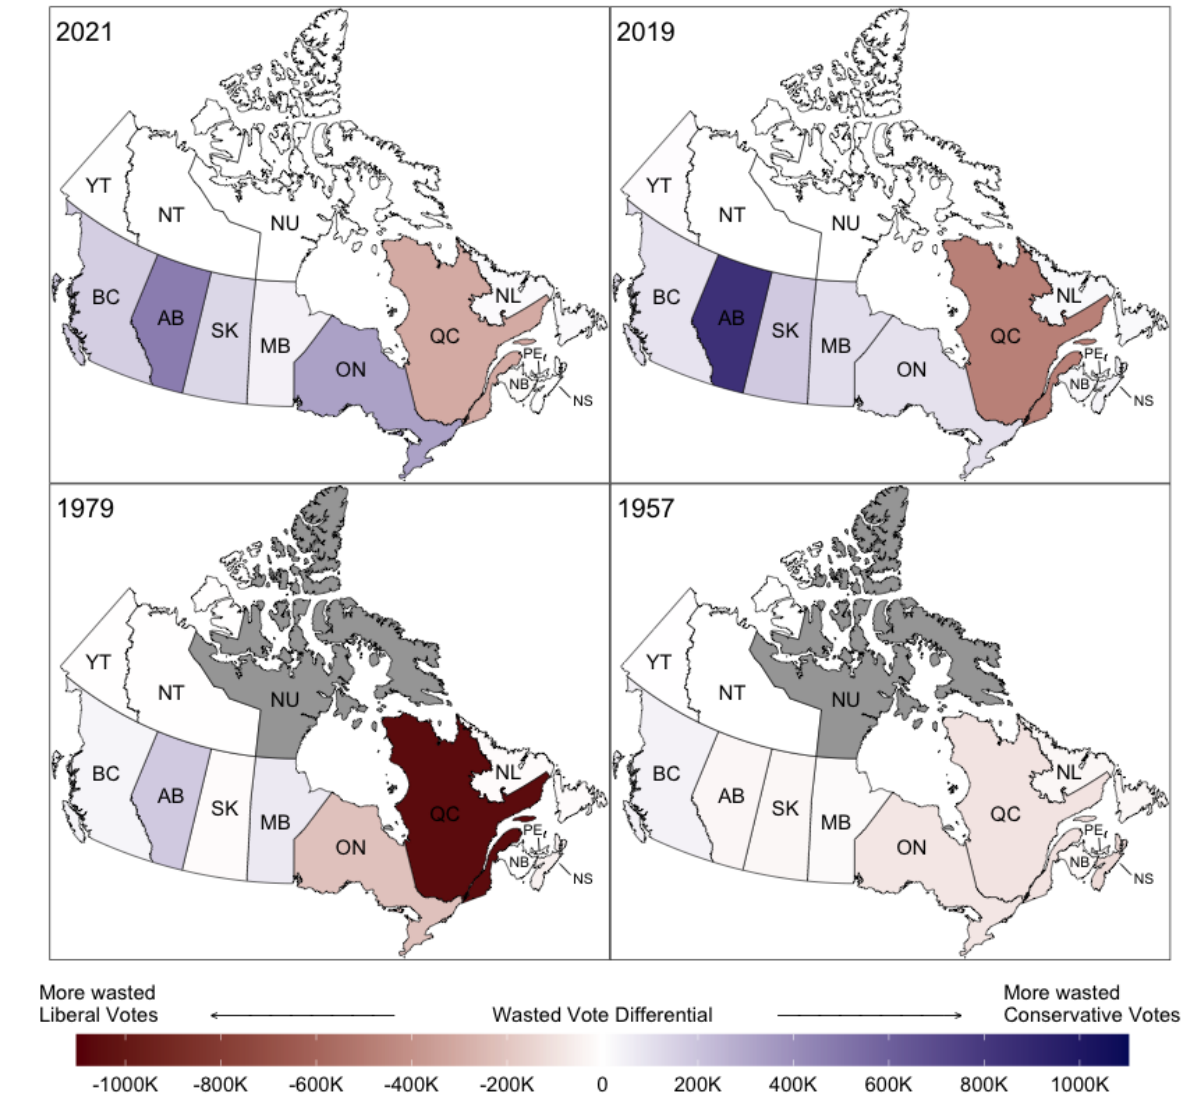 2021
YT
NT
NU
BC
AB
SK
MB
ON
QC
NL
PE
NB
NS
2019
YT
NT
NU
BC
AB
SK
MB
ON
QC
NL
PE
NB
NS
1979
YT
NT
NU
BC
AB
SK
MB
ON
QC
NL
PE
NB
NS
1957
YT
NT
NU
BC
AB
SK
MB
ON
QC
NL
PE
NB
NS
More wasted
Liberal Votes
Wasted Vote Differential
More wasted
Conservative Votes
-1000K -800K -600K -400K -200K 0 200K 400K 600K 800K 1000K